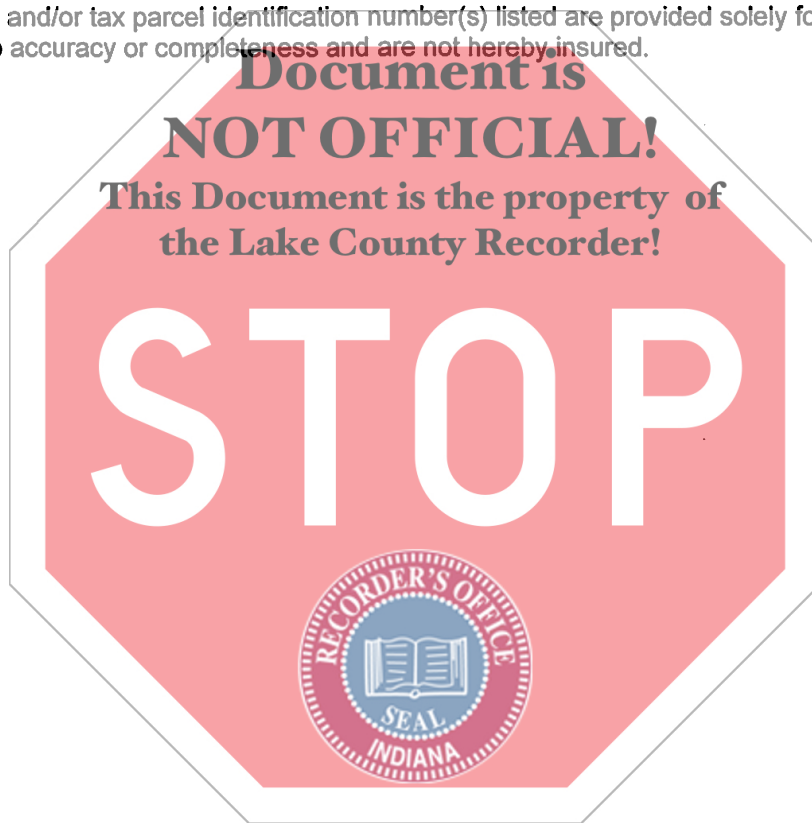 and/or tax parcel identification number(s) listed are provided solely
accuracy or completeness and are not hereby insured.
Document is
NOT OFFICIAL!
This Document is the property of
the Lake County Recorder!
STOP
RECORDER'S OFFICE
SEAL
INDIANA